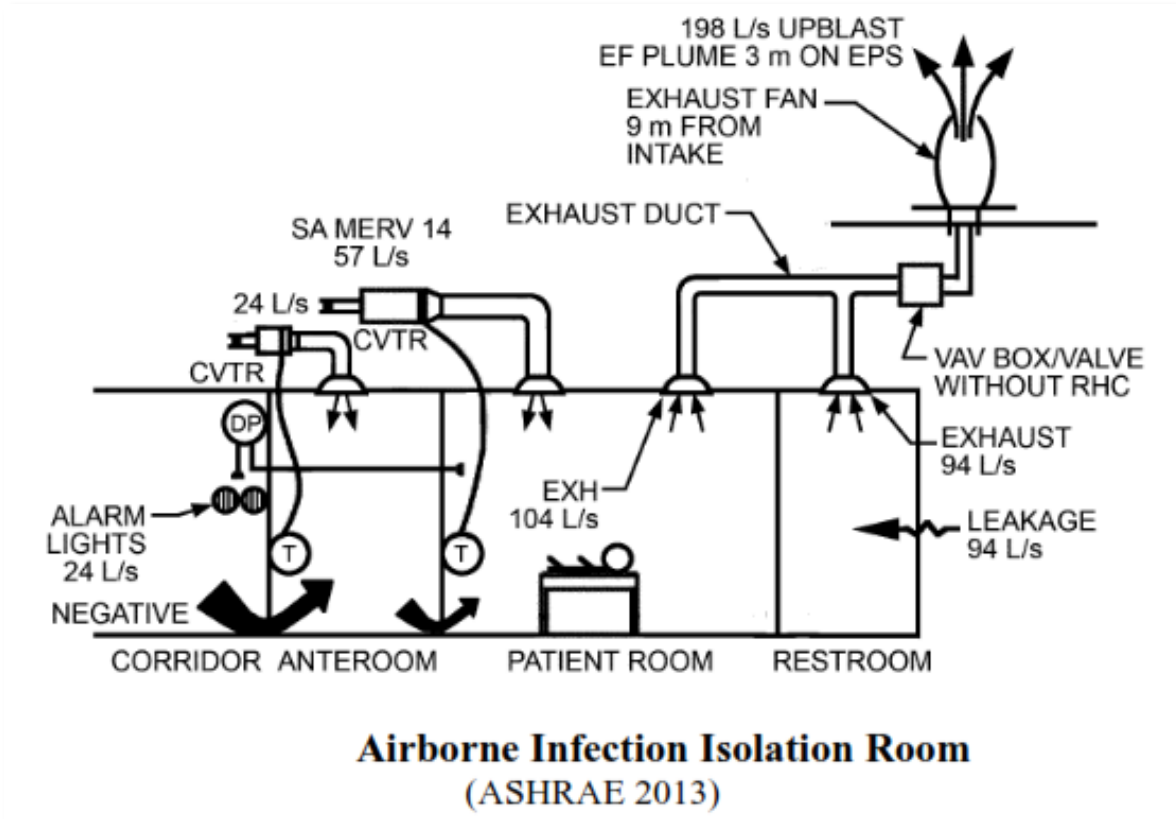 198 L/s UPBLAST
EF PLUME 3 m ON EPS
EXHAUST FAN
9 m FROM
INTAKE
EXHAUST DUCT
SA MERV 14
57 L/s
24 L/s
CVTR
CVTR
VAV BOX/VALVE
WITHOUT RHC
DP
EXHAUST
94 L/s
EXH
104 L/s
ALARM
LIGHTS
24 L/s
LEAKAGE
94 L/s
T
T
NEGATIVE
CORRIDOR
ANTEROOM
PATIENT ROOM
RESTROOM
Airborne Infection Isolation Room
(ASHRAE 2013)